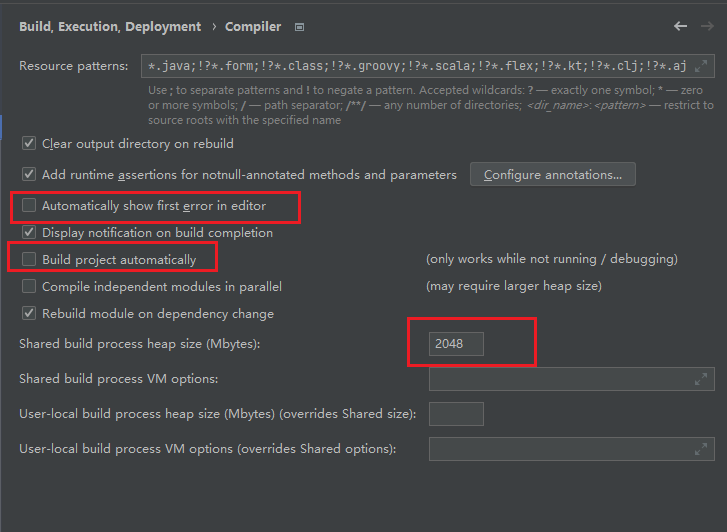 Build, Execution, Deployment › Compiler
Resource patterns: *.java;!?*.form;!?*.class;!?*.groovy;!?*.scala;!?*.flex;!?*.kt;!?*.clj;!?*.aj
Use ; to separate patterns and ! to negate a pattern. Accepted wildcards: ? — exactly one symbol; * — zero
or more symbols; / — path separator; /**/ — any number of directories; <dir_name>:<pattern> — restrict to
source roots with the specified name
Clear output directory on rebuild
Add runtime assertions for notnull-annotated methods and parameters Configure annotations...
Automatically show first error in editor
Display notification on build completion
Build project automatically (only works while not running / debugging)
Compile independent modules in parallel (may require larger heap size)
Rebuild module on dependency change
Shared build process heap size (Mbytes): 2048
Shared build process VM options:
User-local build process heap size (Mbytes) (overrides Shared size):
User-local build process VM options (overrides Shared options):